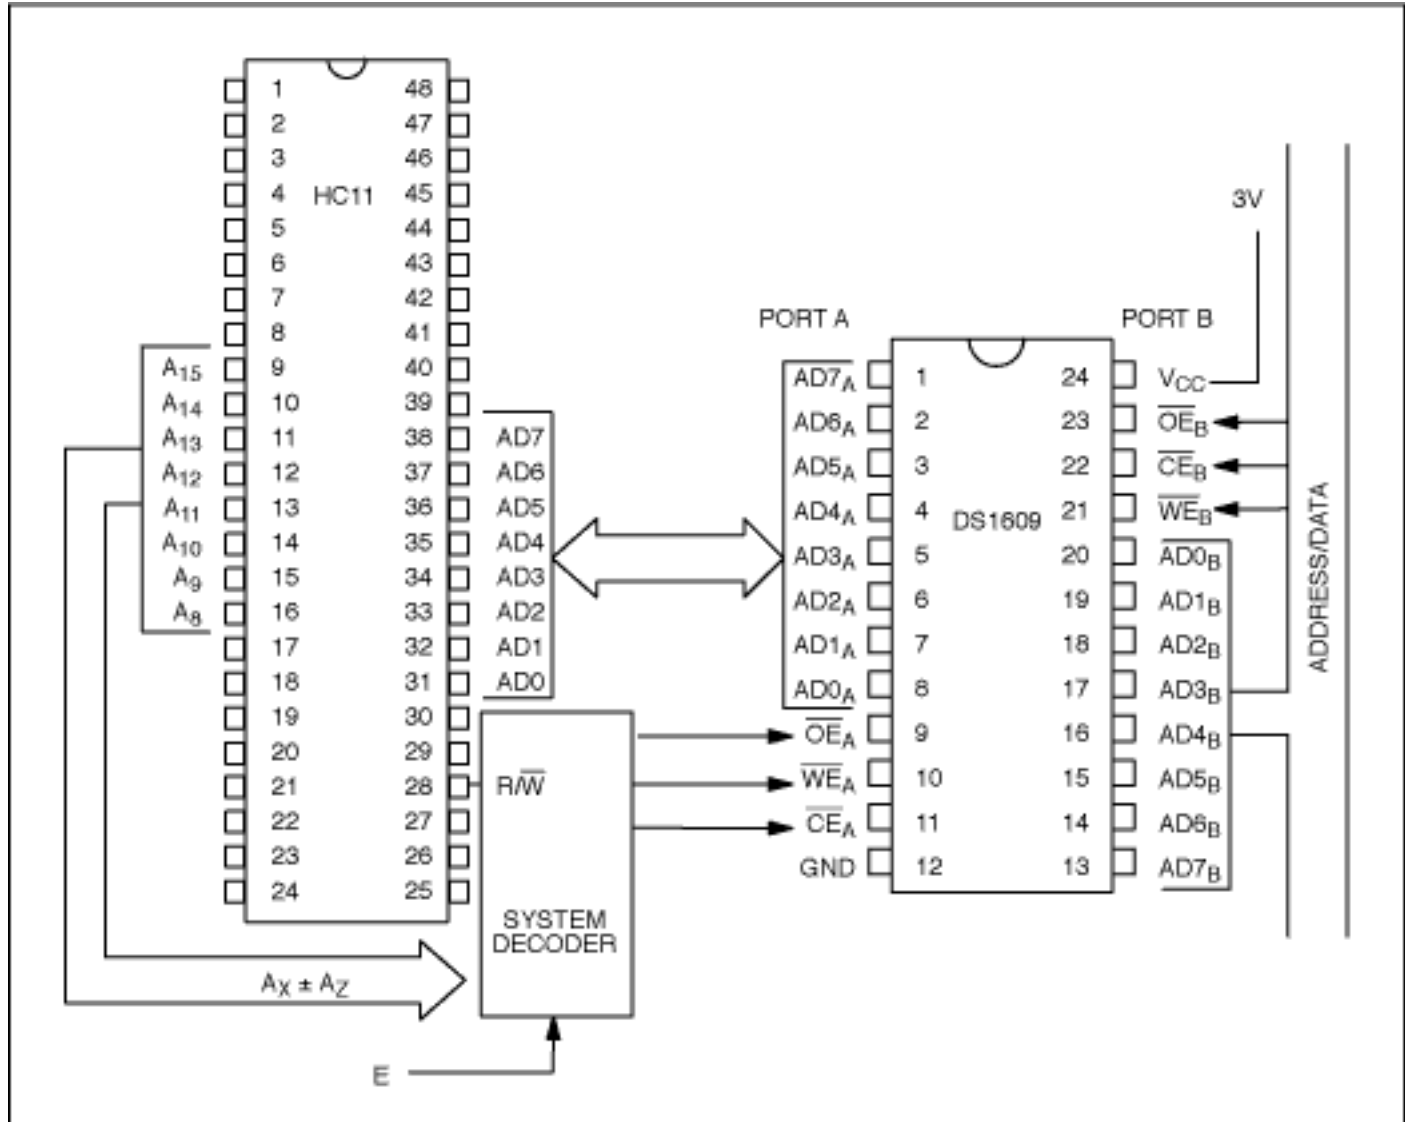 HC11
1 48
2 47
3 46
4 45
5 44
6 43
7 42
8 41
A15 9 40
A14 10 39
A13 11 38 AD7
A12 12 37 AD6
A11 13 36 AD5
A10 14 35 AD4
A9 15 34 AD3
A8 16 33 AD2
17 32 AD1
18 31 AD0
19 30
20 29
21 28 R/W̅
22 27
23 26
24 25
SYSTEM
DECODER
AX ± AZ
E
3V
PORT A PORT B
DS1609
AD7A 1 24 VCC
AD6A 2 23 O̅E̅B
AD5A 3 22 C̅E̅B
AD4A 4 21 W̅E̅B
AD3A 5 20 AD0B
AD2A 6 19 AD1B
AD1A 7 18 AD2B
AD0A 8 17 AD3B
O̅E̅A 9 16 AD4B
W̅E̅A 10 15 AD5B
C̅E̅A 11 14 AD6B
GND 12 13 AD7B
ADDRESS/DATA